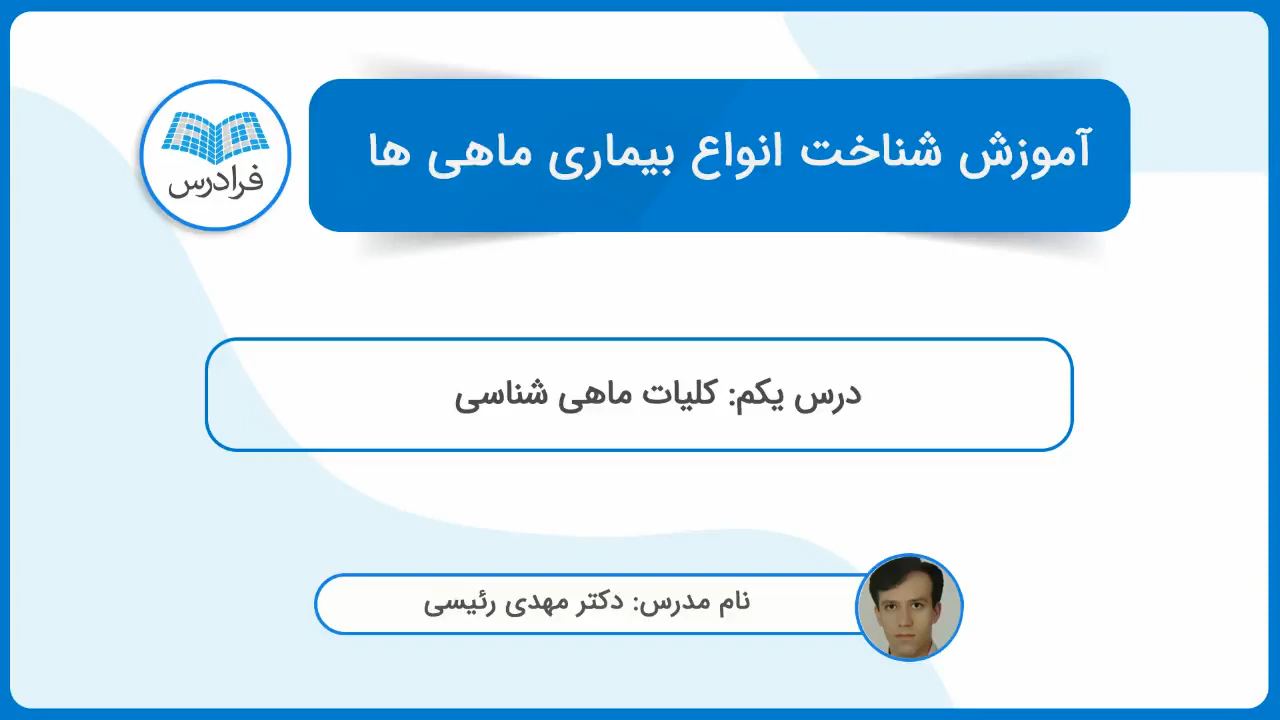 آموزش شناخت انواع بیماری ماهی ها
فرادرس
درس یکم: کلیات ماهی شناسی
نام مدرس: دکتر مهدی رئیسی